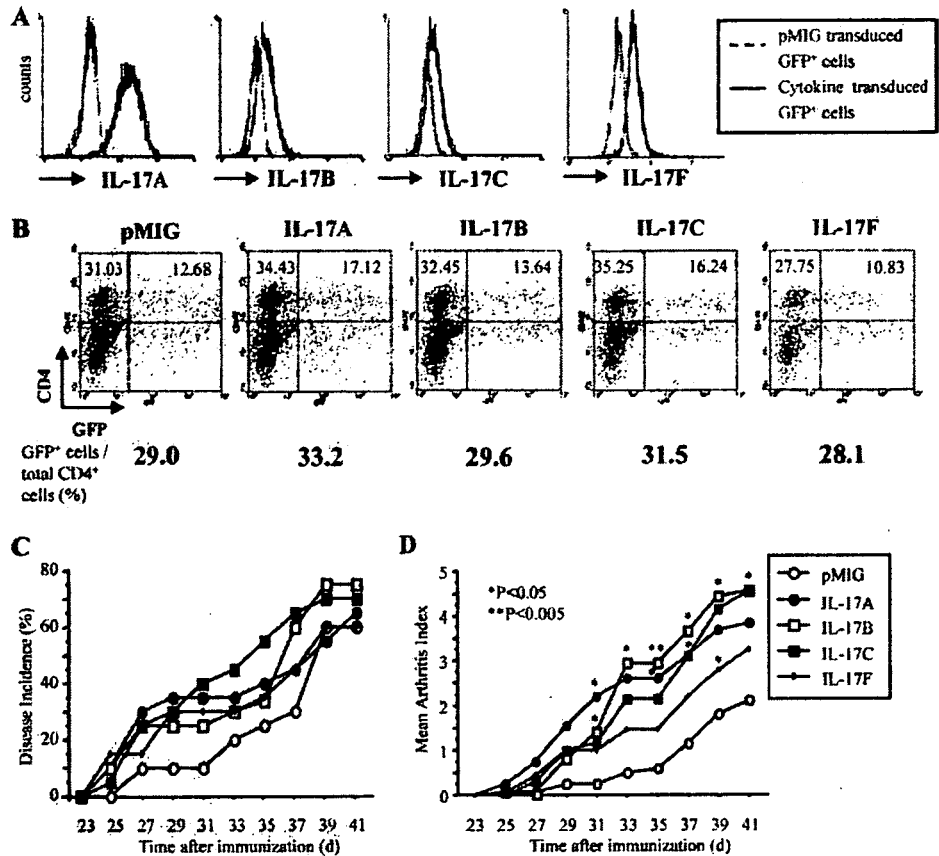 A
counts
IL-17A
IL-17B
IL-17C
IL-17F
pMIG transduced
GFP⁺ cells
Cytokine transduced
GFP⁺ cells
B
pMIG
IL-17A
IL-17B
IL-17C
IL-17F
31.03 12.68
34.43 17.12
32.45 13.64
35.25 16.24
27.75 10.83
CD4
GFP
GFP⁺ cells /
total CD4⁺
cells (%)
29.0 33.2 29.6 31.5 28.1
C
Disease Incidence (%)
80
60
40
20
0
23 25 27 29 31 33 35 37 39 41
Time after immunization (d)
D
Mean Arthritis Index
5
4
3
2
1
0
*P<0.05
**P<0.005
* * * ** * * * * *
23 25 27 29 31 33 35 37 39 41
Time after immunization (d)
pMIG
IL-17A
IL-17B
IL-17C
IL-17F